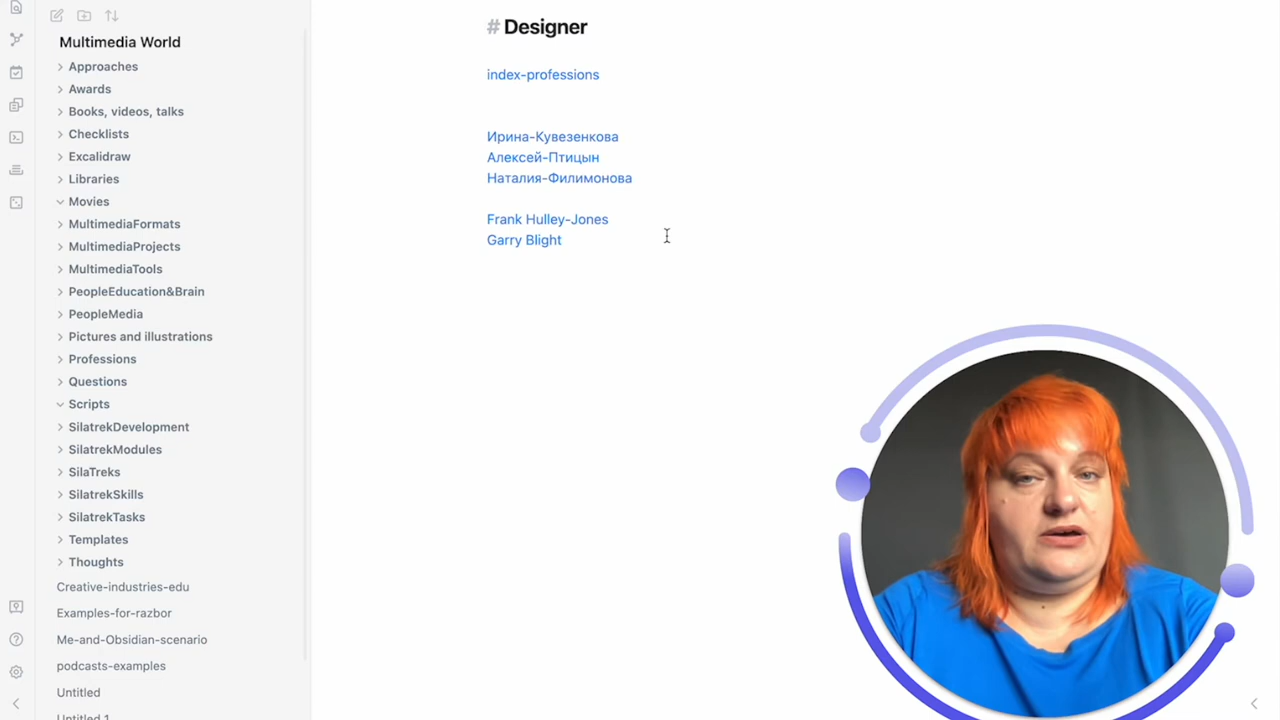 Multimedia World
Approaches
Awards
Books, videos, talks
Checklists
Excalidraw
Libraries
Movies
MultimediaFormats
MultimediaProjects
MultimediaTools
PeopleEducation&Brain
PeopleMedia
Pictures and illustrations
Professions
Questions
Scripts
SilatrekDevelopment
SilatrekModules
SilaTreks
SilatrekSkills
SilatrekTasks
Templates
Thoughts
Creative-industries-edu
Examples-for-razbor
Me-and-Obsidian-scenario
podcasts-examples
Untitled
Untitled 1
# Designer
index-professions
Ирина-Кувезенкова
Алексей-Птицын
Наталия-Филимонова
Frank Hulley-Jones
Garry Blight